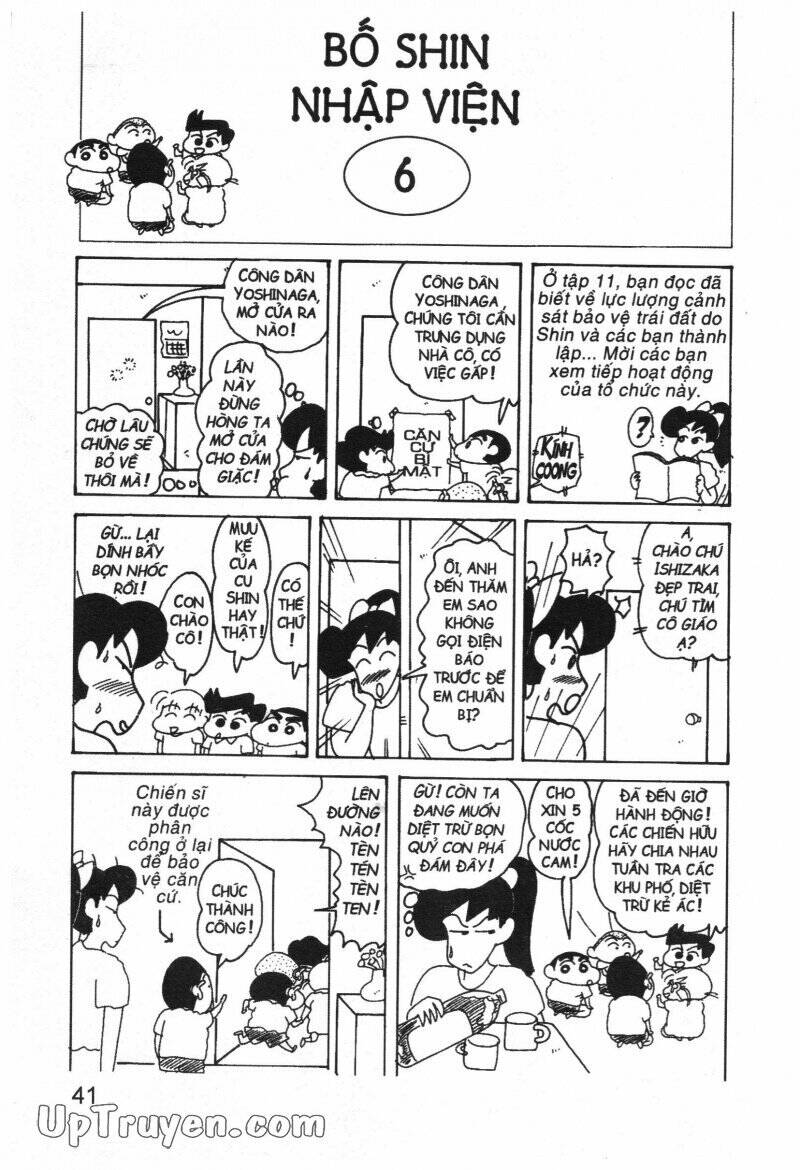 BỐ SHIN
NHẬP VIỆN
6
Ở tập 11, bạn đọc đã
biết về lực lượng cảnh
sát bảo vệ trái đất do
Shin và các bạn thành
lập... Mời các bạn
xem tiếp hoạt động
của tổ chức này.
?
KÍNH
COONG
CÔNG DÂN
YOSHINAGA,
CHÚNG TÔI CẦN
TRƯNG DỤNG
NHÀ CÔ, CÓ
VIỆC GẤP!
CĂN
CỨ BÍ
MẬT
CÔNG DÂN
YOSHINAGA,
MỞ CỬA RA
NÀO!
LẦN
NÀY
ĐỪNG
HÒNG TA
MỞ CỬA
CHO ĐÁM
GIẶC!
CHỜ LÂU
CHÚNG SẼ
BỎ VỀ
THÔI MÀ!
A,
CHÀO CHÚ
ISHIZAKA
ĐẸP TRAI,
CHÚ TÌM
CÔ GIÁO
Ạ?
HẢ?
ÔI, ANH
ĐẾN THĂM
EM SAO
KHÔNG
GỌI ĐIỆN
BÁO
TRƯỚC ĐỂ
EM CHUẨN
BỊ?
CÓ
THẾ
CHỨ
!
MƯU
KẾ
CỦA
CU
SHIN
HAY
THẬT!
CON
CHÀO
CÔ!
GỪ... LẠI
DÍNH BẪY
BỌN NHÓC
RỒI!
ĐÃ ĐẾN GIỜ
HÀNH ĐỘNG!
CÁC CHIẾN HỮU
HÃY CHIA NHAU
TUẦN TRA CÁC
KHU PHỐ, DIỆT
TRỪ KẺ ÁC!
CHO
XIN 5
CỐC
NƯỚC
CAM!
GỪ! CÒN TA
ĐANG MUỐN
DIỆT TRỪ BỌN
QUỶ CON PHÁ
ĐÁM ĐÂY!
LÊN
ĐƯỜNG
NÀO!
TÈN
TÉN
TÈN
TEN!
Chiến sĩ
này được
phân
công ở lại
để bảo
vệ căn
cứ.
CHÚC
THÀNH
CÔNG!
41
UpTruyen.com